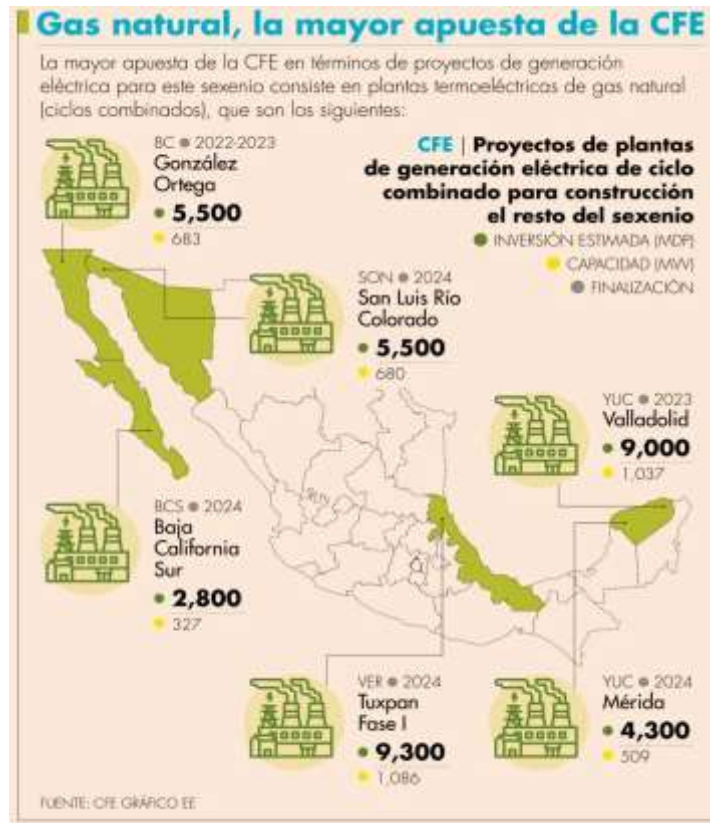 Gas natural, la mayor apuesta de la CFE
La mayor apuesta de la CFE en términos de proyectos de generación
eléctrica para este sexenio consiste en plantas termoeléctricas de gas natural
(ciclos combinados), que son las siguientes:
CFE | Proyectos de plantas
de generación eléctrica de ciclo
combinado para construcción
el resto del sexenio
INVERSIÓN ESTIMADA (MDP)
CAPACIDAD (MW)
FINALIZACIÓN
BC 2022-2023
González
Ortega
5,500
683
SON 2024
San Luis Río
Colorado
5,500
680
YUC 2023
Valladolid
9,000
1,037
BCS 2024
Baja
California
Sur
2,800
327
VER 2024
Tuxpan
Fase I
9,300
1,086
YUC 2024
Mérida
4,300
509
FUENTE: CFE GRÁFICO EE